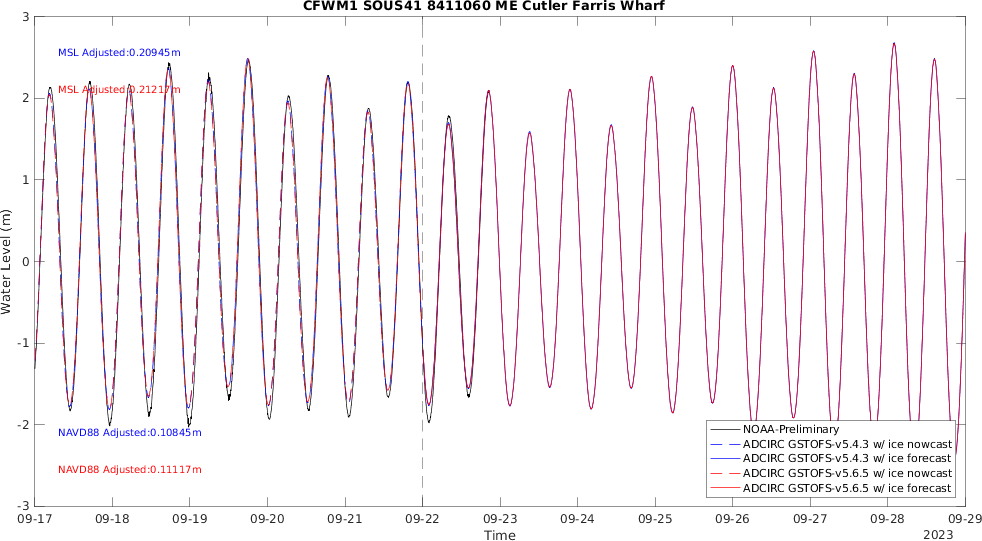 CFWM1 SOUS41 8411060 ME Cutler Farris Wharf
3
MSL Adjusted:0.20945m
MSL Adjusted:0.21217m
2
1
Water Level (m)
0
-1
-2
NAVD88 Adjusted:0.10845m
NAVD88 Adjusted:0.11117m
NOAA-Preliminary
ADCIRC GSTOFS-v5.4.3 w/ ice nowcast
ADCIRC GSTOFS-v5.4.3 w/ ice forecast
ADCIRC GSTOFS-v5.6.5 w/ ice nowcast
ADCIRC GSTOFS-v5.6.5 w/ ice forecast
-3
09-17 09-18 09-19 09-20 09-21 09-22 09-23 09-24 09-25 09-26 09-27 09-28 09-29
Time 2023